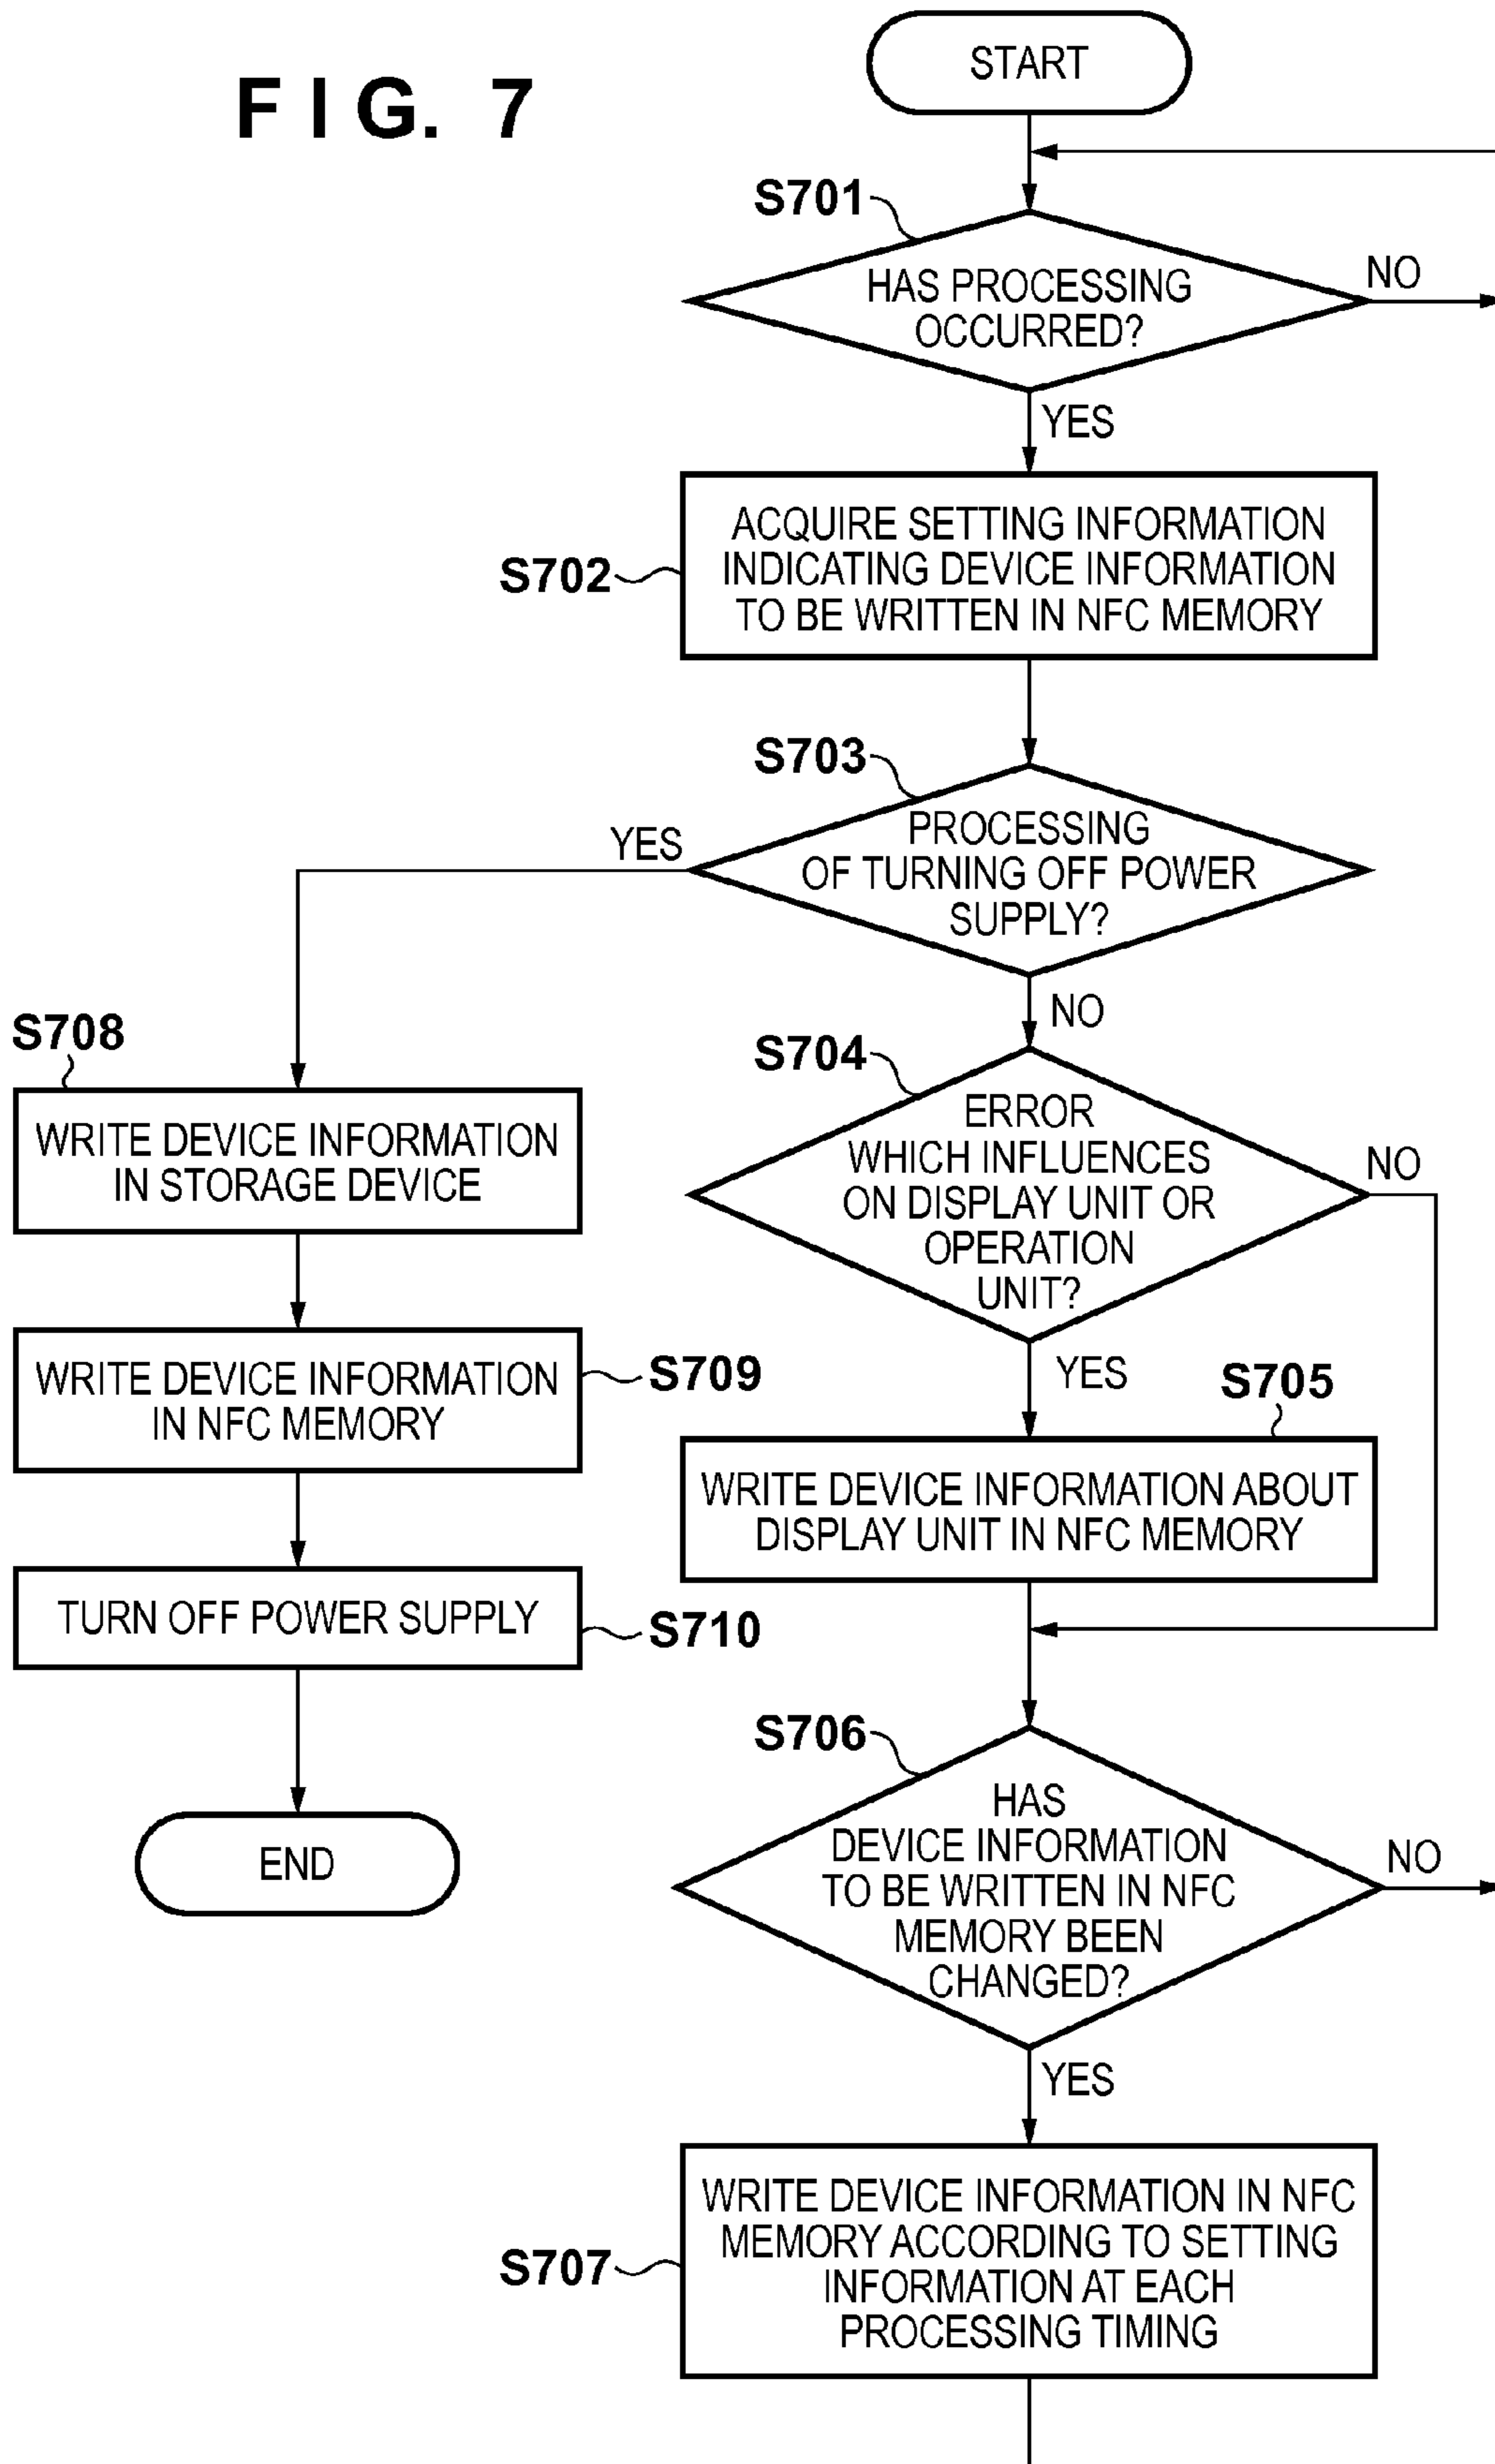 FIG. 7
START
S701
HAS PROCESSING
OCCURRED?
NO
YES
S702
ACQUIRE SETTING INFORMATION
INDICATING DEVICE INFORMATION
TO BE WRITTEN IN NFC MEMORY
S703
PROCESSING
OF TURNING OFF POWER
SUPPLY?
YES
NO
S708
WRITE DEVICE INFORMATION
IN STORAGE DEVICE
S709
WRITE DEVICE INFORMATION
IN NFC MEMORY
S710
TURN OFF POWER SUPPLY
END
S704
ERROR
WHICH INFLUENCES
ON DISPLAY UNIT OR
OPERATION
UNIT?
NO
YES
S705
WRITE DEVICE INFORMATION ABOUT
DISPLAY UNIT IN NFC MEMORY
S706
HAS
DEVICE INFORMATION
TO BE WRITTEN IN NFC
MEMORY BEEN
CHANGED?
NO
YES
S707
WRITE DEVICE INFORMATION IN NFC
MEMORY ACCORDING TO SETTING
INFORMATION AT EACH
PROCESSING TIMING